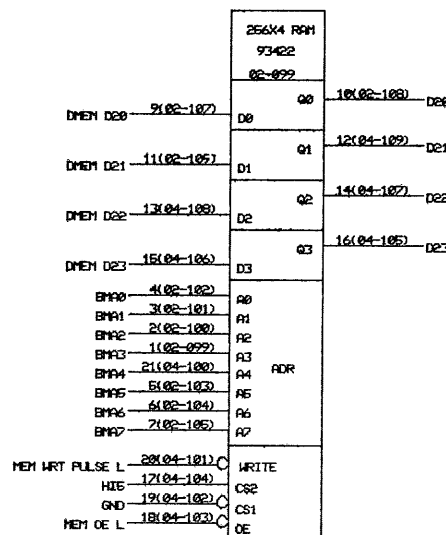 256X4 RAM
93422
02-099
DMEM D20 9(02-107) D0 Q0 10(02-108) D20
DMEM D21 11(02-105) D1 Q1 12(04-109) D21
DMEM D22 13(04-108) D2 Q2 14(04-107) D22
DMEM D23 15(04-106) D3 Q3 16(04-105) D23
BMA0 4(02-102) A0
BMA1 3(02-101) A1
BMA2 2(02-100) A2
BMA3 1(02-099) A3
BMA4 21(04-100) A4
ADR
BMA5 5(02-103) A5
BMA6 6(02-104) A6
BMA7 7(02-105) A7
MEM WRT PULSE L 20(04-101) WRITE
HI5 17(04-104) CS2
GND 19(04-102) CS1
MEM OE L 18(04-103) OE